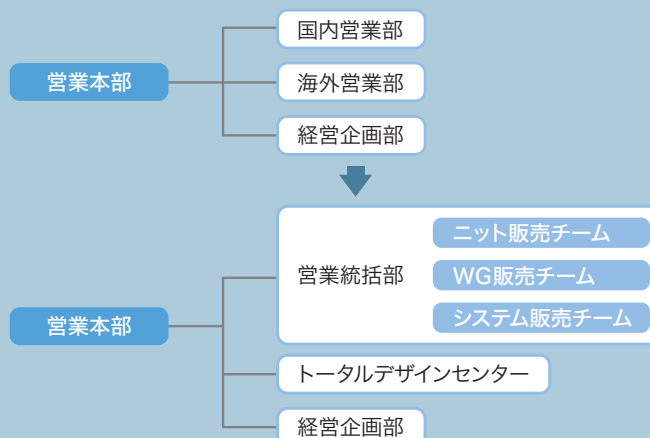 国内営業部
営業本部
海外営業部
経営企画部
ニット販売チーム
営業統括部
WG販売チーム
システム販売チーム
営業本部
トータルデザインセンター
経営企画部